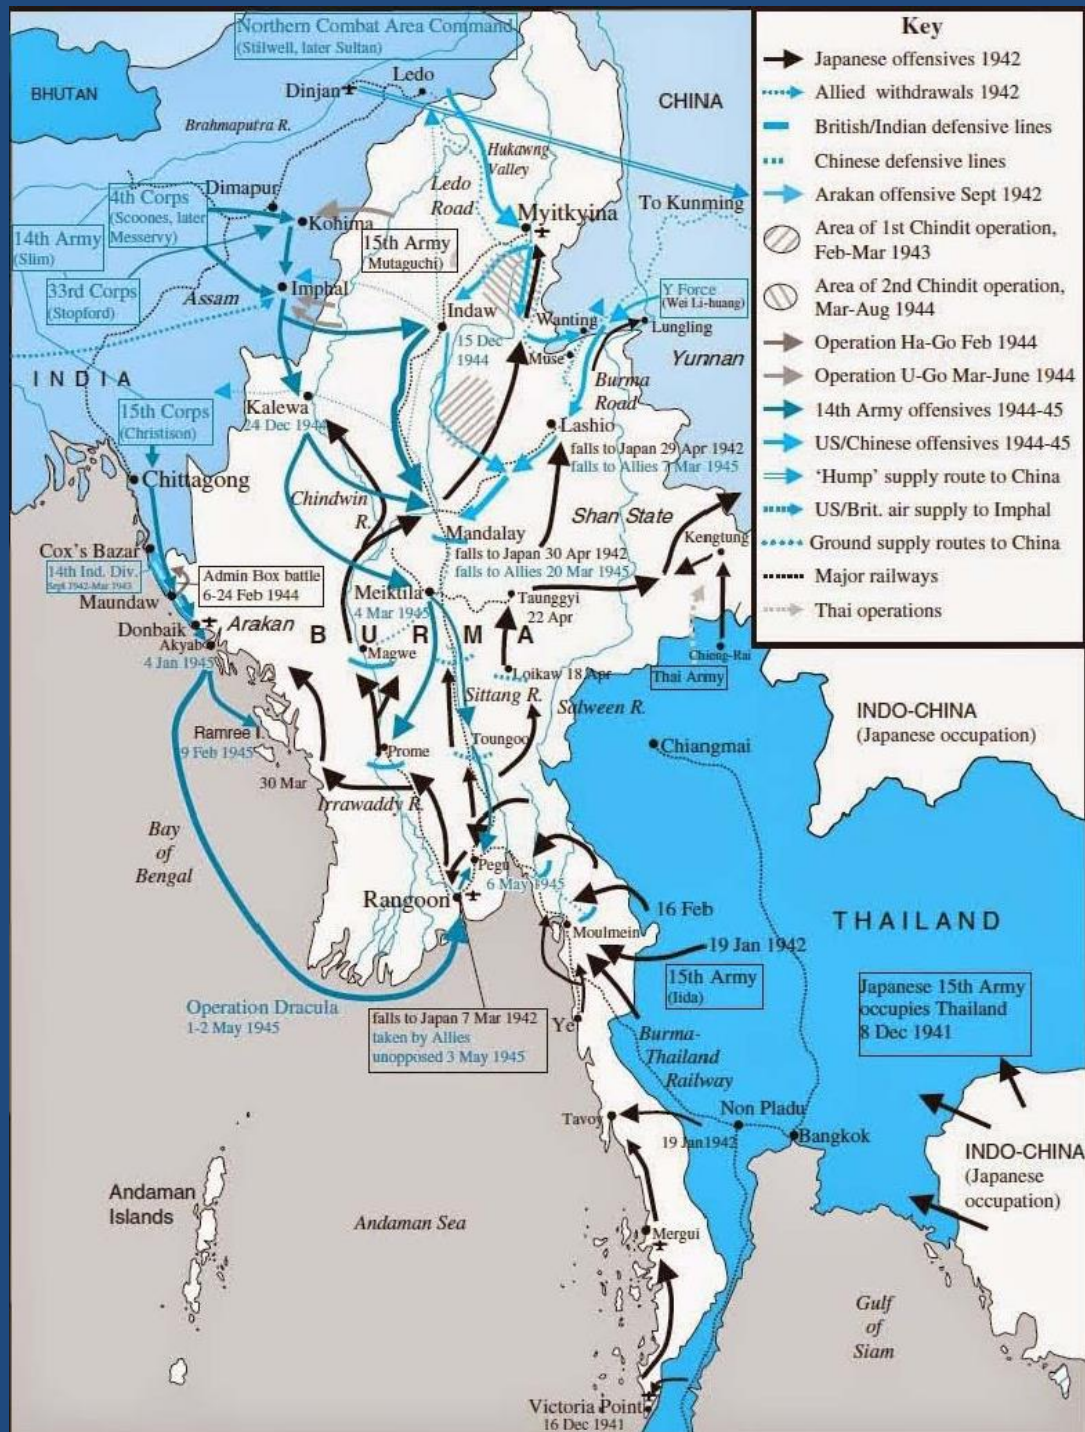 Northern Combat Area Command
(Stilwell, later Sultan)
Ledo
Dinjan
BHUTAN
CHINA
Brahmaputra R.
Hukawng
Valley
Dimapur
Ledo
Road
To Kunming
4th Corps
(Scoones, later
Messervy)
Kohima
Myitkyina
14th Army
(Slim)
15th Army
(Mutaguchi)
33rd Corps
(Stopford)
Imphal
Assam
Indaw
Y Force
(Wei Li-huang)
Wanting
Lungling
15 Dec
1944
Muse
Yunnan
INDIA
Burma
Road
15th Corps
(Christison)
Kalewa
24 Dec 1944
Lashio
falls to Japan 29 Apr 1942
falls to Allies 7 Mar 1945
Chittagong
Chindwin
R.
Shan State
Mandalay
falls to Japan 30 Apr 1942
falls to Allies 20 Mar 1945
Kengtung
Cox's Bazar
14th Ind. Div.
Sept 1942-Mar 1943
Admin Box battle
6-24 Feb 1944
Maundaw
Meiktila
4 Mar 1945
Taunggyi
22 Apr
Donbaik
Arakan
BURMA
Akyab
4 Jan 1945
Magwe
Chieng-Rai
Loikaw 18 Apr
Thai Army
Sittang R.
Salween R.
INDO-CHINA
(Japanese occupation)
Ramree I.
9 Feb 1945
Toungoo
Prome
Chiangmai
30 Mar
Irrawaddy R.
Bay
of
Bengal
Pegu
6 May 1945
Rangoon
16 Feb
THAILAND
Moulmein
19 Jan 1942
15th Army
(Iida)
Japanese 15th Army
occupies Thailand
8 Dec 1941
Operation Dracula
1-2 May 1945
falls to Japan 7 Mar 1942
taken by Allies
unopposed 3 May 1945
Ye
Burma-
Thailand
Railway
Tavoy
Non Pladu
19 Jan 1942
Bangkok
INDO-CHINA
(Japanese
occupation)
Andaman
Islands
Andaman Sea
Mergui
Gulf
of
Siam
Victoria Point
16 Dec 1941
Key
Japanese offensives 1942
Allied withdrawals 1942
British/Indian defensive lines
Chinese defensive lines
Arakan offensive Sept 1942
Area of 1st Chindit operation,
Feb-Mar 1943
Area of 2nd Chindit operation,
Mar-Aug 1944
Operation Ha-Go Feb 1944
Operation U-Go Mar-June 1944
14th Army offensives 1944-45
US/Chinese offensives 1944-45
'Hump' supply route to China
US/Brit. air supply to Imphal
Ground supply routes to China
Major railways
Thai operations